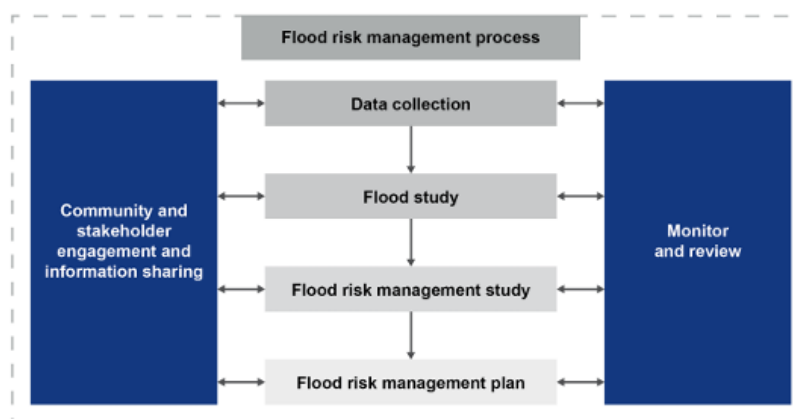 Flood risk management process
Data collection
Flood study
Flood risk management study
Flood risk management plan
Community and
stakeholder
engagement and
information sharing
Monitor
and review